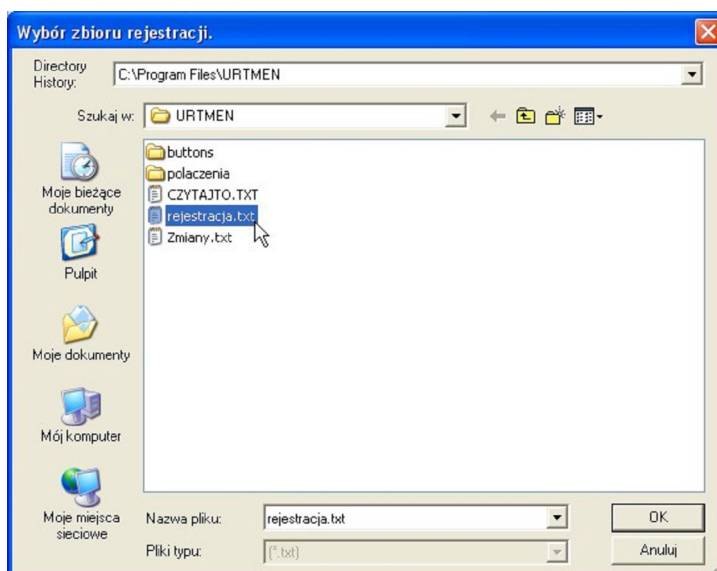 Wybór zbioru rejestracji.
Directory
History:
C:\Program Files\URTMEN
Szukaj w:
URTMEN
Moje bieżące
dokumenty
Pulpit
Moje dokumenty
Mój komputer
Moje miejsca
sieciowe
buttons
polaczenia
CZYTAJTO.TXT
rejestracja.txt
Zmiany.txt
Nazwa pliku:
rejestracja.txt
OK
Pliki typu:
(*.txt)
Anuluj